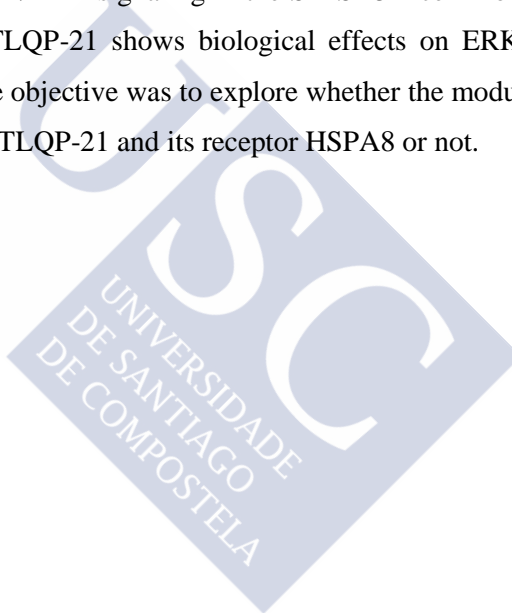 TLQP-21 shows biological effects on ERK
e objective was to explore whether the modu
TLQP-21 and its receptor HSPA8 or not.
USC
UNIVERSIDADE
DE SANTIAGO
DE COMPOSTELA